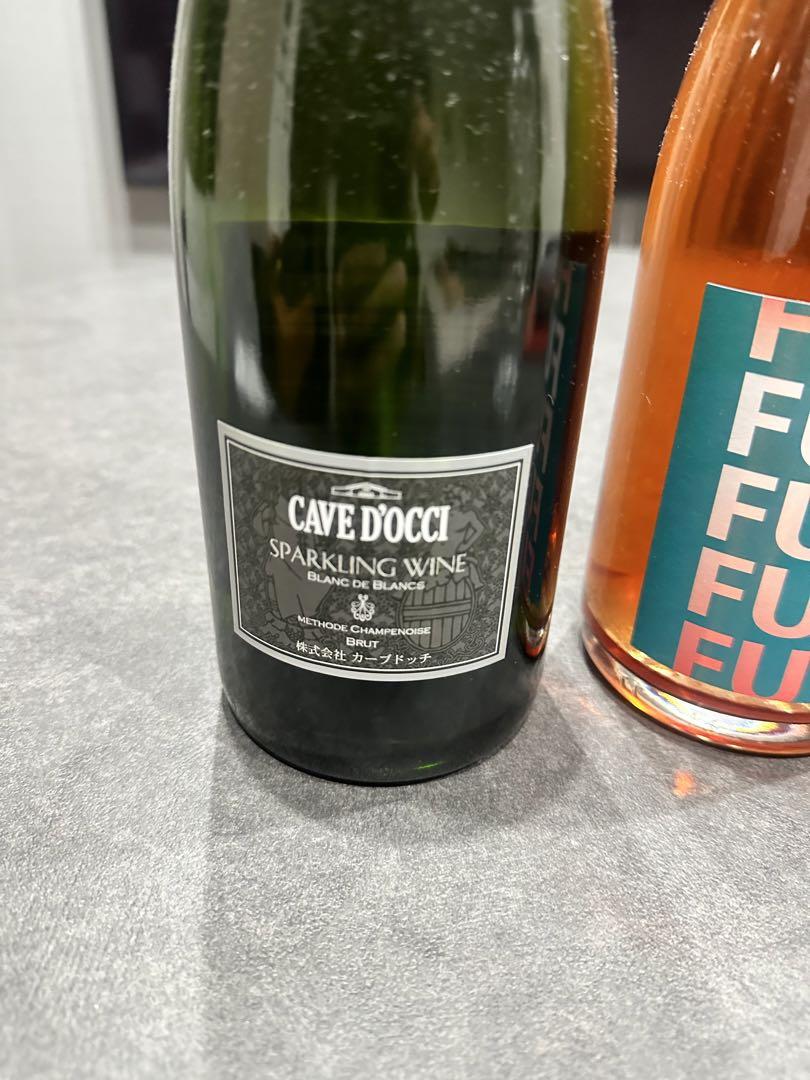 CAVE D'OCCI
SPARKLING WINE
BLANC DE BLANCS
METHODE CHAMPENOISE
BRUT
株式会社 カーブドッチ
FU
FU
FU
FU